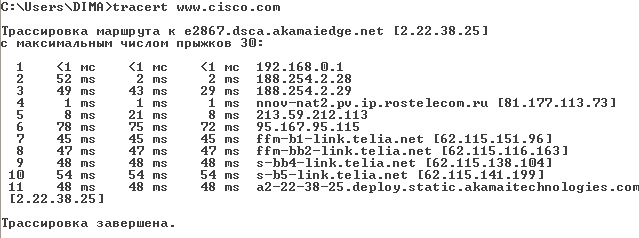 C:\Users\DIMA>tracert www.cisco.com
Трассировка маршрута к e2867.dsca.akamaiedge.net [2.22.38.25]
с максимальным числом прыжков 30:
1 <1 мс <1 мс <1 мс 192.168.0.1
2 52 ms 2 ms 2 ms 188.254.2.28
3 49 ms 43 ms 29 ms 188.254.2.29
4 1 ms 1 ms 1 ms nnov-nat2.pv.ip.rostelecom.ru [81.177.113.73]
5 8 ms 21 ms 8 ms 213.59.212.113
6 78 ms 75 ms 72 ms 95.167.95.115
7 45 ms 45 ms 45 ms ffm-b1-link.telia.net [62.115.151.96]
8 47 ms 47 ms 47 ms ffm-bb2-link.telia.net [62.115.116.163]
9 48 ms 48 ms 48 ms s-bb4-link.telia.net [62.115.138.104]
10 54 ms 54 ms 54 ms s-b5-link.telia.net [62.115.141.199]
11 48 ms 48 ms 48 ms a2-22-38-25.deploy.static.akamaitechnologies.com
[2.22.38.25]
Трассировка завершена.